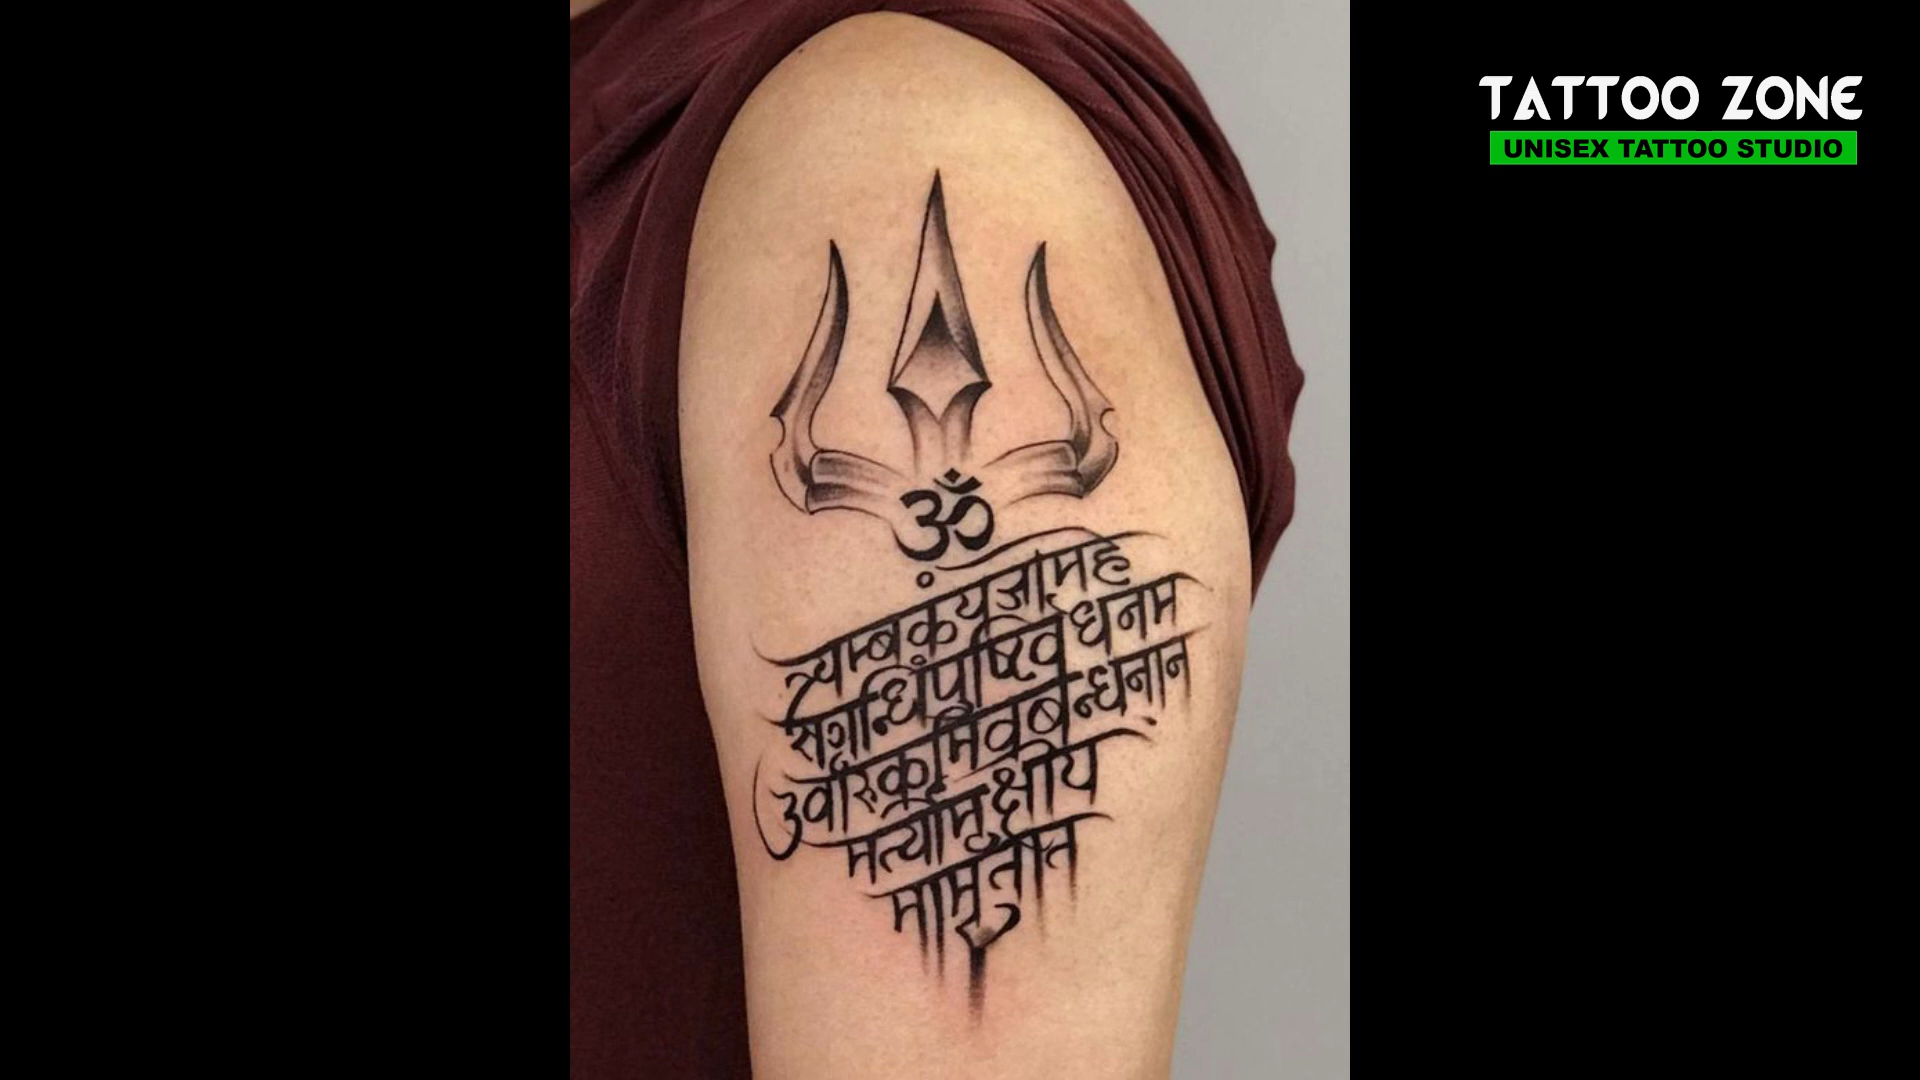 TATTOO ZONE
UNISEX TATTOO STUDIO
ॐ
त्र्यम्बकं यजामहे
सुगन्धिं पुष्टिवर्धनम
उर्वारुकमिव बन्धनान
मृत्योर्मुक्षीय
मामृतात